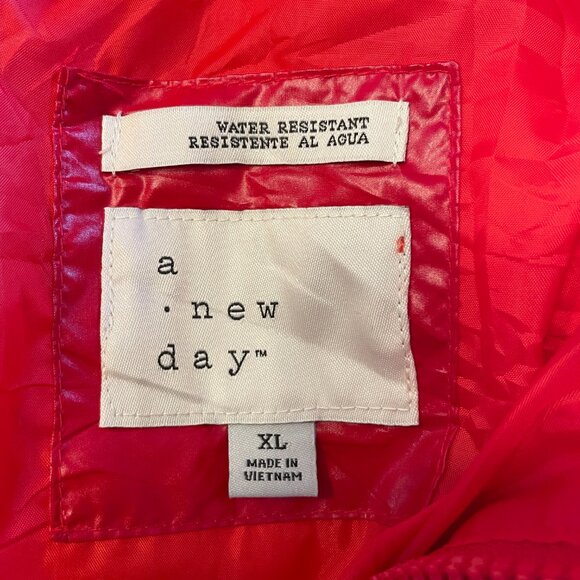 WATER RESISTANT
RESISTENTE AL AGUA
a
· new
day™
XL
MADE IN
VIETNAM